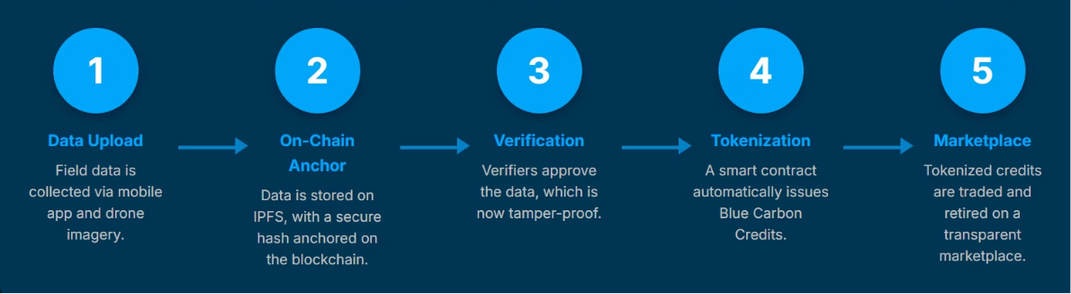 1
Data Upload
Field data is
collected via mobile
app and drone
imagery.
2
On-Chain
Anchor
Data is stored on
IPFS, with a secure
hash anchored on
the blockchain.
3
Verification
Verifiers approve
the data, which is
now tamper-proof.
4
Tokenization
A smart contract
automatically issues
Blue Carbon
Credits.
5
Marketplace
Tokenized credits
are traded and
retired on a
transparent
marketplace.